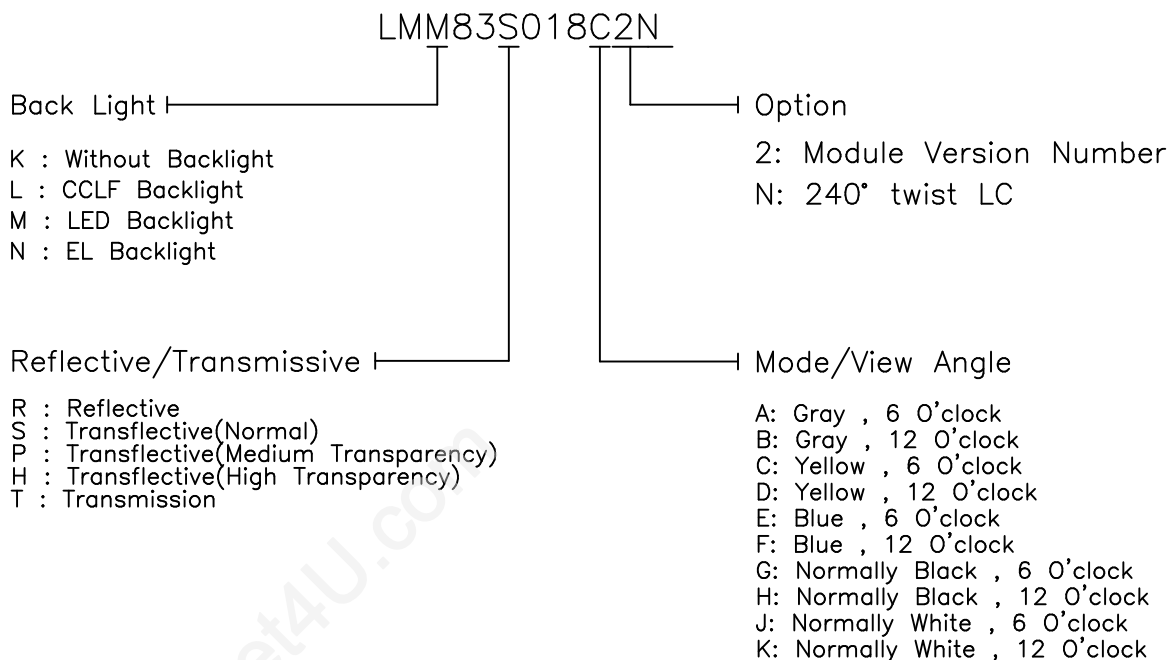 LMM83S018C2N
Back Light
K : Without Backlight
L : CCLF Backlight
M : LED Backlight
N : EL Backlight
Option
2: Module Version Number
N: 240° twist LC
Reflective/Transmissive
R : Reflective
S : Transflective(Normal)
P : Transflective(Medium Transparency)
H : Transflective(High Transparency)
T : Transmission
Mode/View Angle
A: Gray , 6 O'clock
B: Gray , 12 O'clock
C: Yellow , 6 O'clock
D: Yellow , 12 O'clock
E: Blue , 6 O'clock
F: Blue , 12 O'clock
G: Normally Black , 6 O'clock
H: Normally Black , 12 O'clock
J: Normally White , 6 O'clock
K: Normally White , 12 O'clock
et4U.com